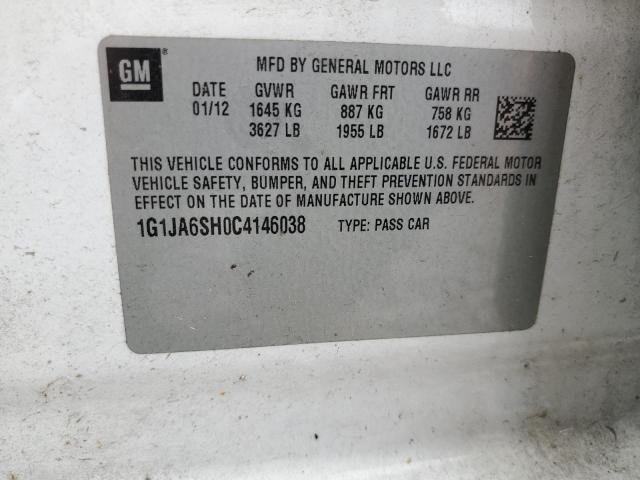 GM
MFD BY GENERAL MOTORS LLC
DATE GVWR GAWR FRT GAWR RR
01/12 1645 KG 887 KG 758 KG
3627 LB 1955 LB 1672 LB
THIS VEHICLE CONFORMS TO ALL APPLICABLE U.S. FEDERAL MOTOR
VEHICLE SAFETY, BUMPER, AND THEFT PREVENTION STANDARDS IN
EFFECT ON THE DATE OF MANUFACTURE SHOWN ABOVE.
1G1JA6SH0C4146038 TYPE: PASS CAR